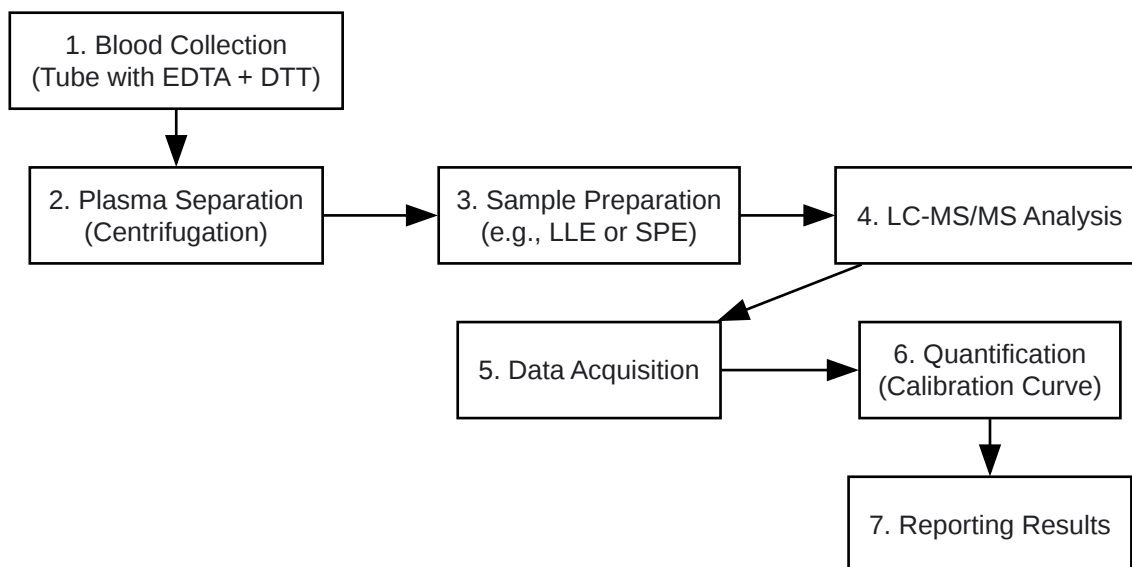 1. Blood Collection
(Tube with EDTA + DTT)
2. Plasma Separation
(Centrifugation)
3. Sample Preparation
(e.g., LLE or SPE)
4. LC-MS/MS Analysis
5. Data Acquisition
6. Quantification
(Calibration Curve)
7. Reporting Results